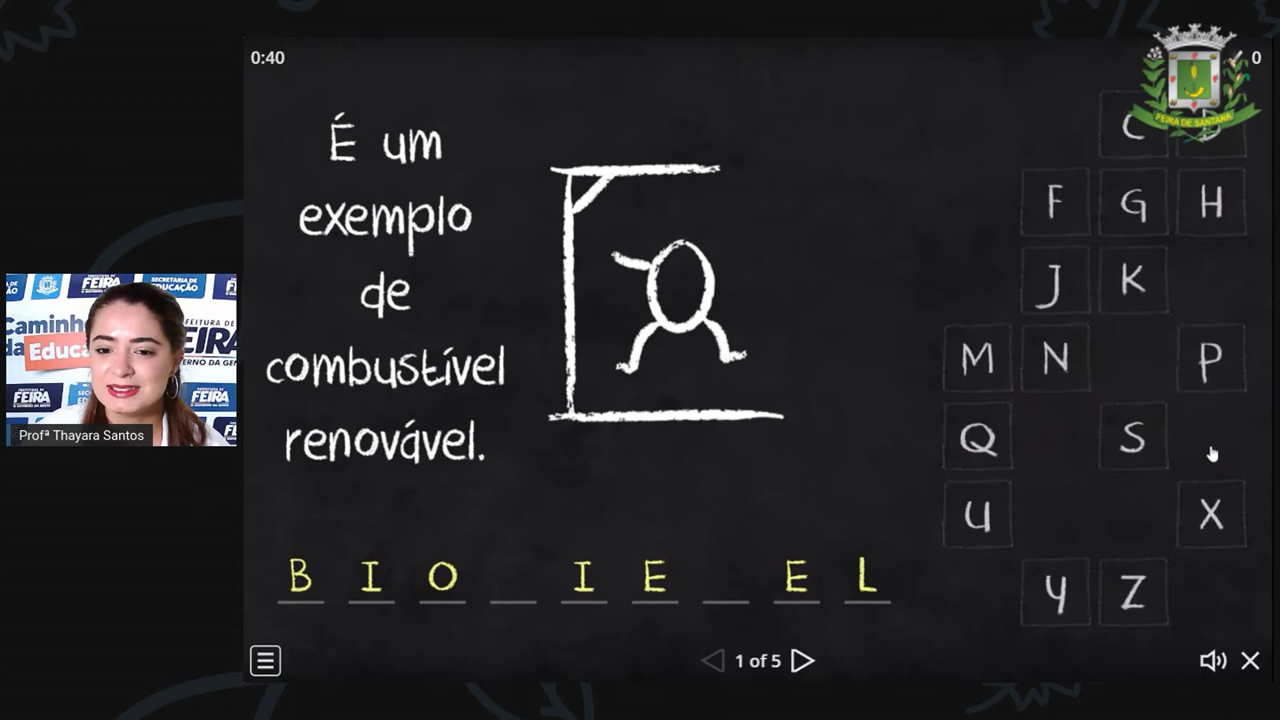 0:40
0
FEIRA DE SANTANA
É um
exemplo
de
combustível
renovável.
C
F G H
J K
M N P
Q S
U X
Y Z
B I O _ I E _ E L
1 of 5
Caminho
da Educa
FEIRA
SECRETARIA DE
EDUCAÇÃO
Profª Thayara Santos